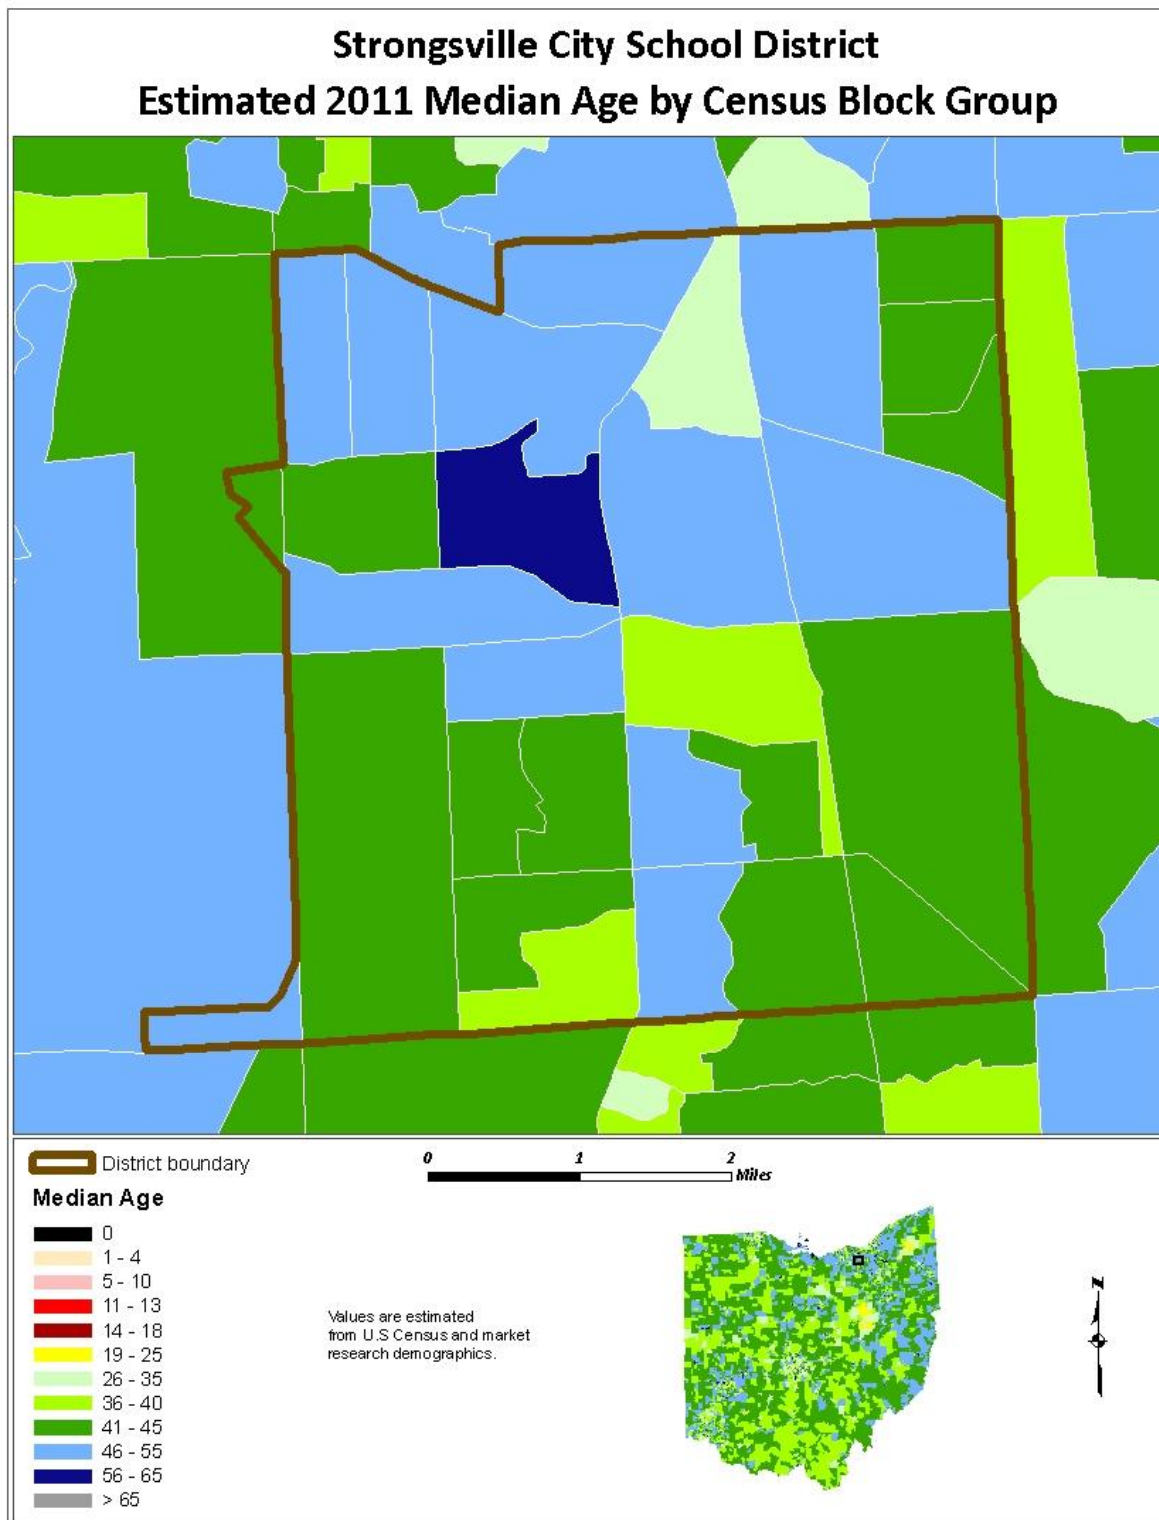 Strongsville City School District
Estimated 2011 Median Age by Census Block Group
District boundary
0 1 2
Miles
Median Age
0
1 - 4
5 - 10
11 - 13
14 - 18
19 - 25
26 - 35
36 - 40
41 - 45
46 - 55
56 - 65
> 65
Values are estimated
from U.S Census and market
research demographics.
N